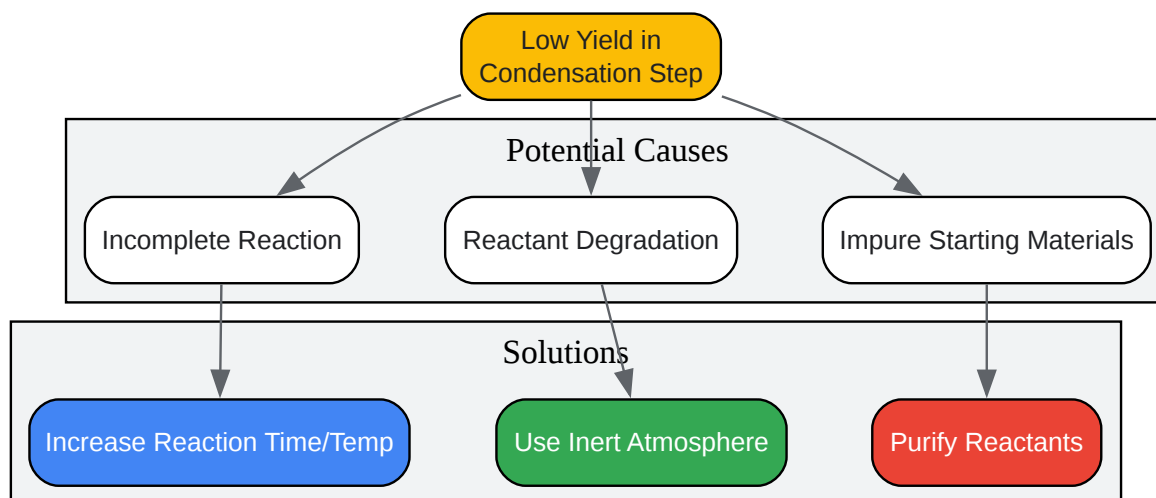 Low Yield in
Condensation Step
Potential Causes
Incomplete Reaction
Reactant Degradation
Impure Starting Materials
Solutions
Increase Reaction Time/Temp
Use Inert Atmosphere
Purify Reactants